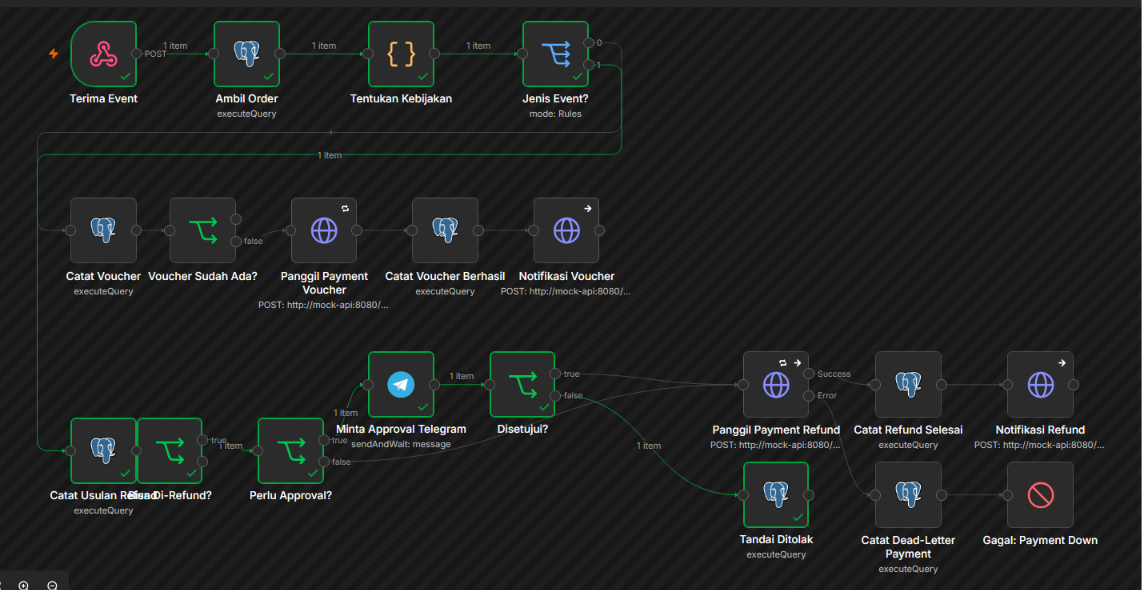 POST
1 item
1 item
1 item
0
1
Terima Event
Ambil Order
executeQuery
Tentukan Kebijakan
Jenis Event?
mode: Rules
1 item
false
Catat Voucher
executeQuery
Voucher Sudah Ada?
Panggil Payment
Voucher
POST: http://mock-api:8080/...
Catat Voucher Berhasil
executeQuery
Notifikasi Voucher
POST: http://mock-api:8080/...
1 item
true
false
1 item
Minta Approval Telegram
sendAndWait: message
Disetujui?
Success
Error
Panggil Payment Refund
POST: http://mock-api:8080/...
Catat Refund Selesai
executeQuery
Notifikasi Refund
POST: http://mock-api:8080/...
true
1 item
true
false
1 item
Catat Usulan
Di-Refund?
executeQuery
Perlu Approval?
Tandai Ditolak
executeQuery
Catat Dead-Letter
Payment
executeQuery
Gagal: Payment Down